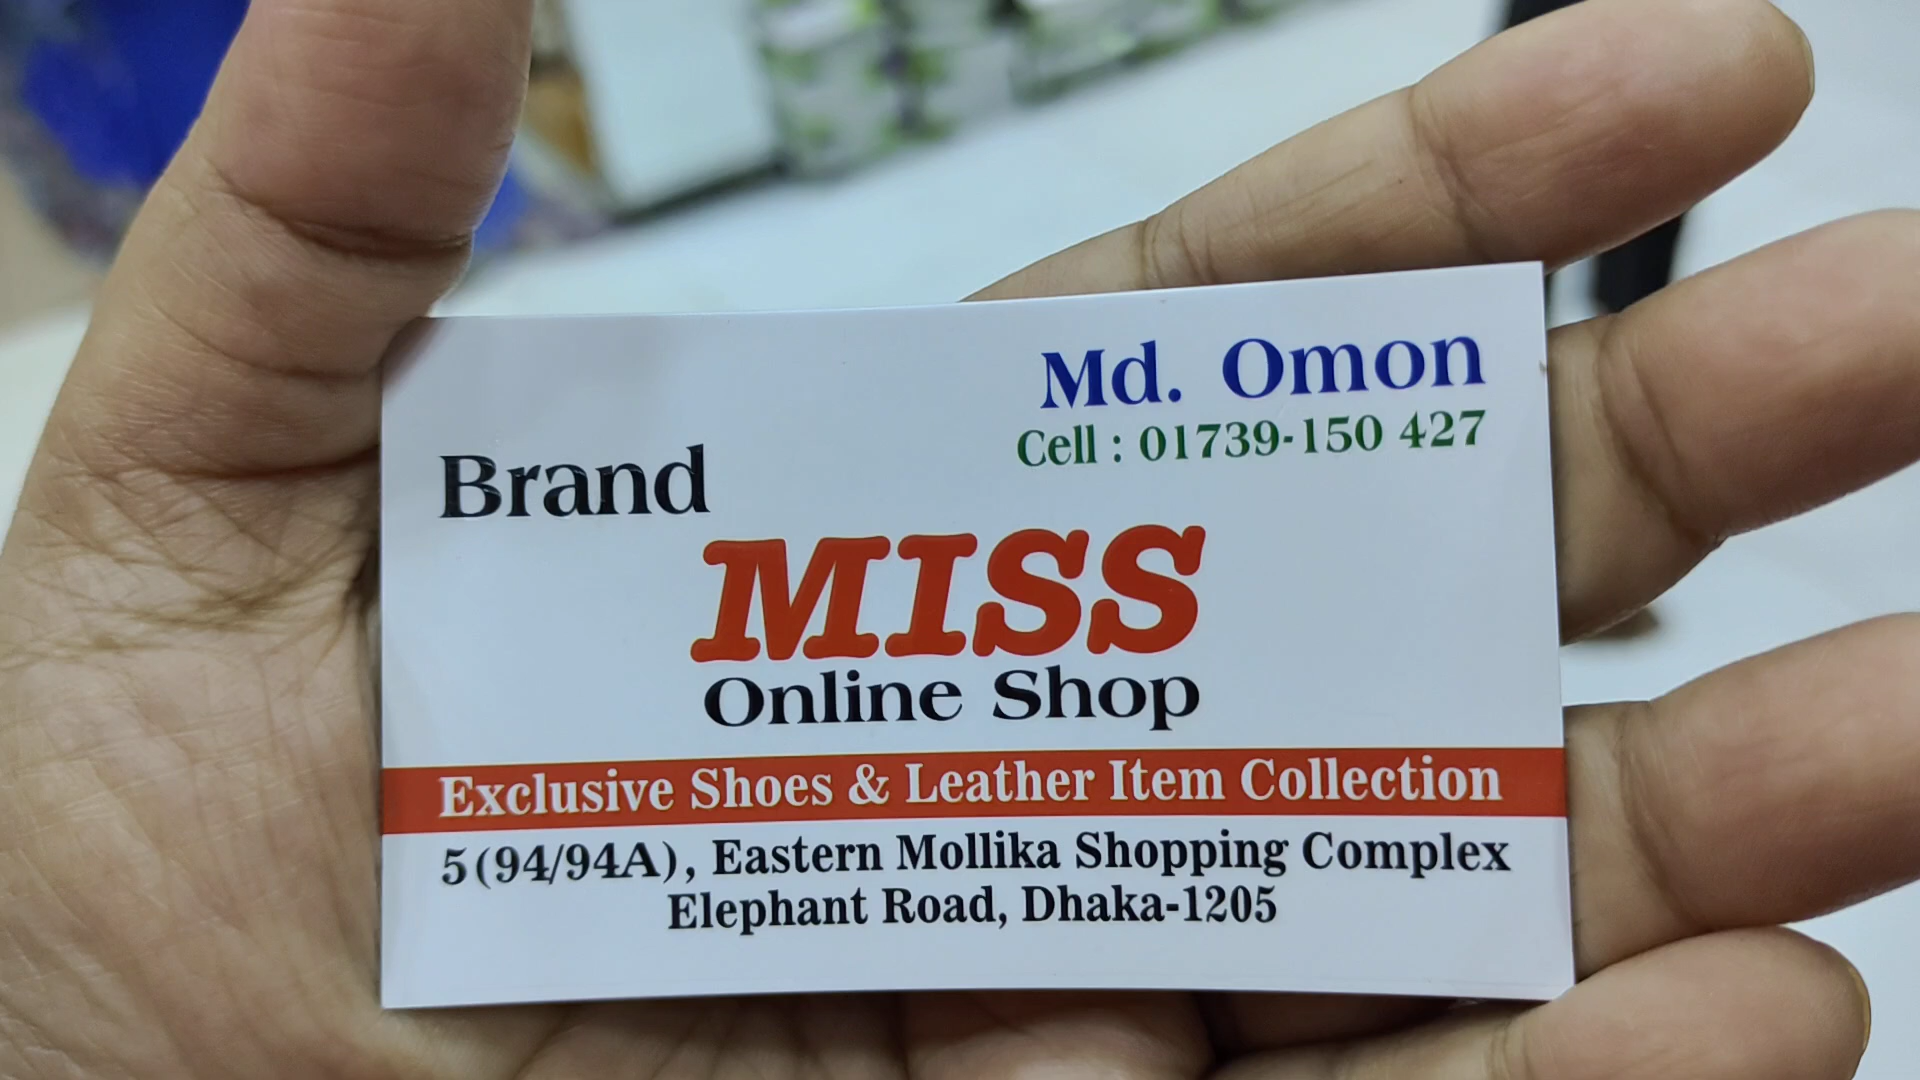 Md. Omon
Cell : 01739-150 427
Brand
MISS
Online Shop
Exclusive Shoes & Leather Item Collection
5(94/94A), Eastern Mollika Shopping Complex
Elephant Road, Dhaka-1205